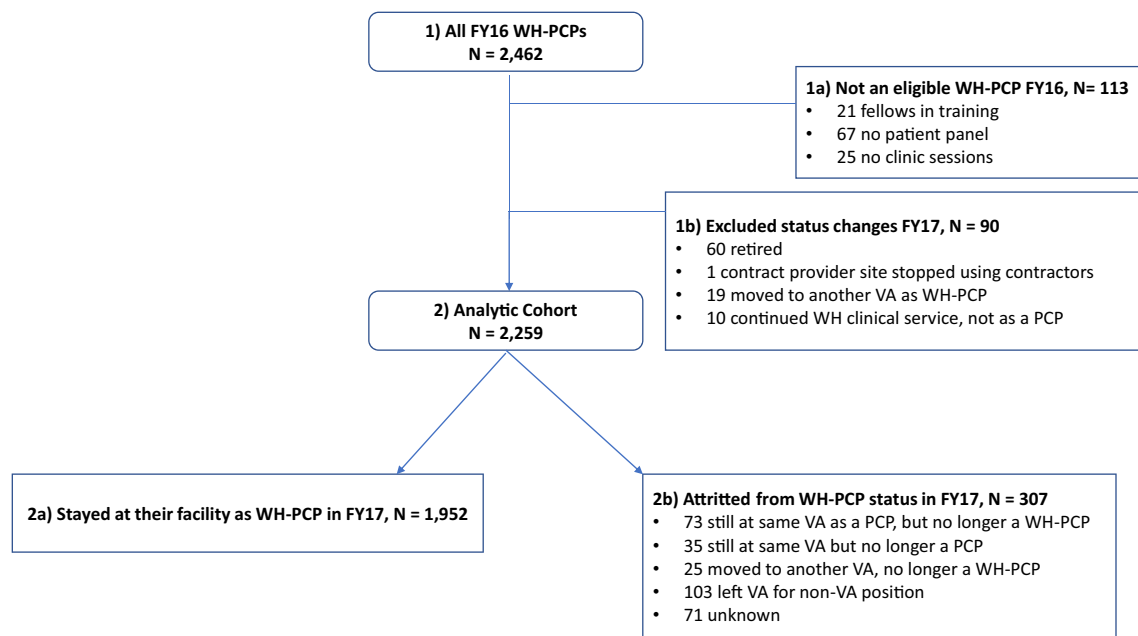 1) All FY16 WH-PCPs
N = 2,462
1a) Not an eligible WH-PCP FY16, N= 113
• 21 fellows in training
• 67 no patient panel
• 25 no clinic sessions
1b) Excluded status changes FY17, N = 90
• 60 retired
• 1 contract provider site stopped using contractors
• 19 moved to another VA as WH-PCP
• 10 continued WH clinical service, not as a PCP
2) Analytic Cohort
N = 2,259
2a) Stayed at their facility as WH-PCP in FY17, N = 1,952
2b) Attritted from WH-PCP status in FY17, N = 307
• 73 still at same VA as a PCP, but no longer a WH-PCP
• 35 still at same VA but no longer a PCP
• 25 moved to another VA, no longer a WH-PCP
• 103 left VA for non-VA position
• 71 unknown